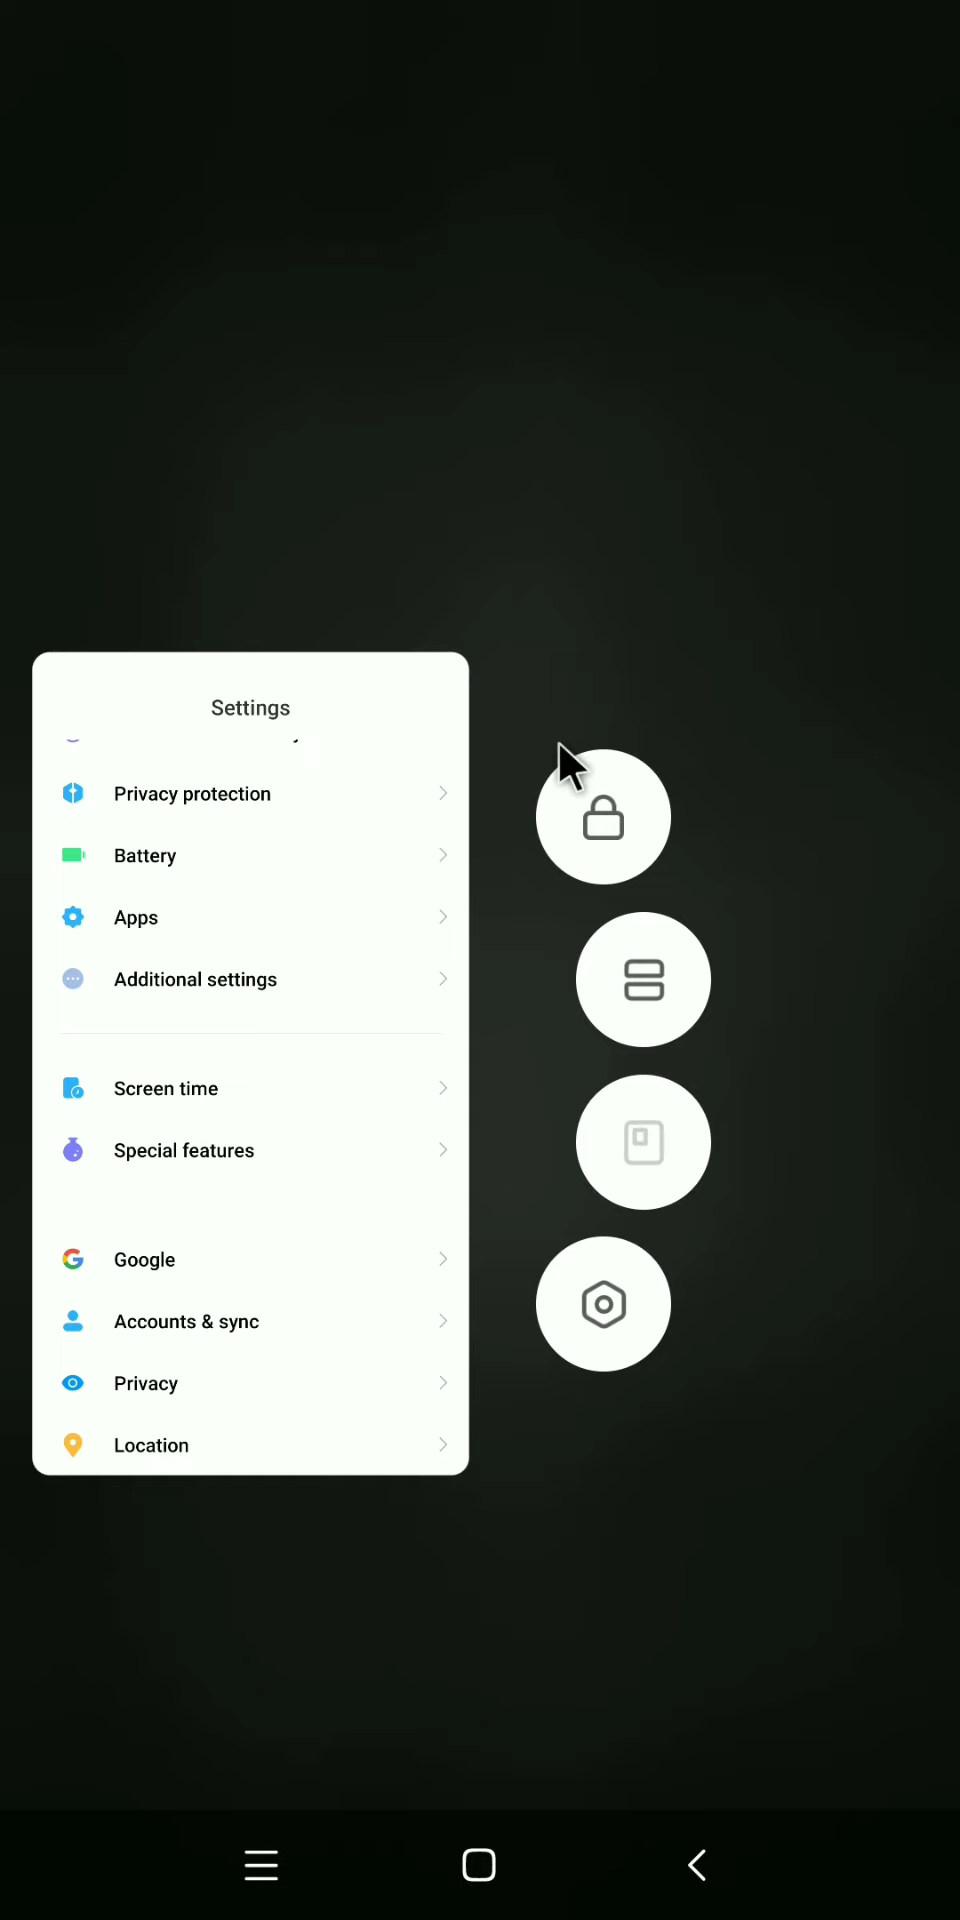 Settings
Privacy protection
Battery
Apps
Additional settings
Screen time
Special features
Google
Accounts & sync
Privacy
Location